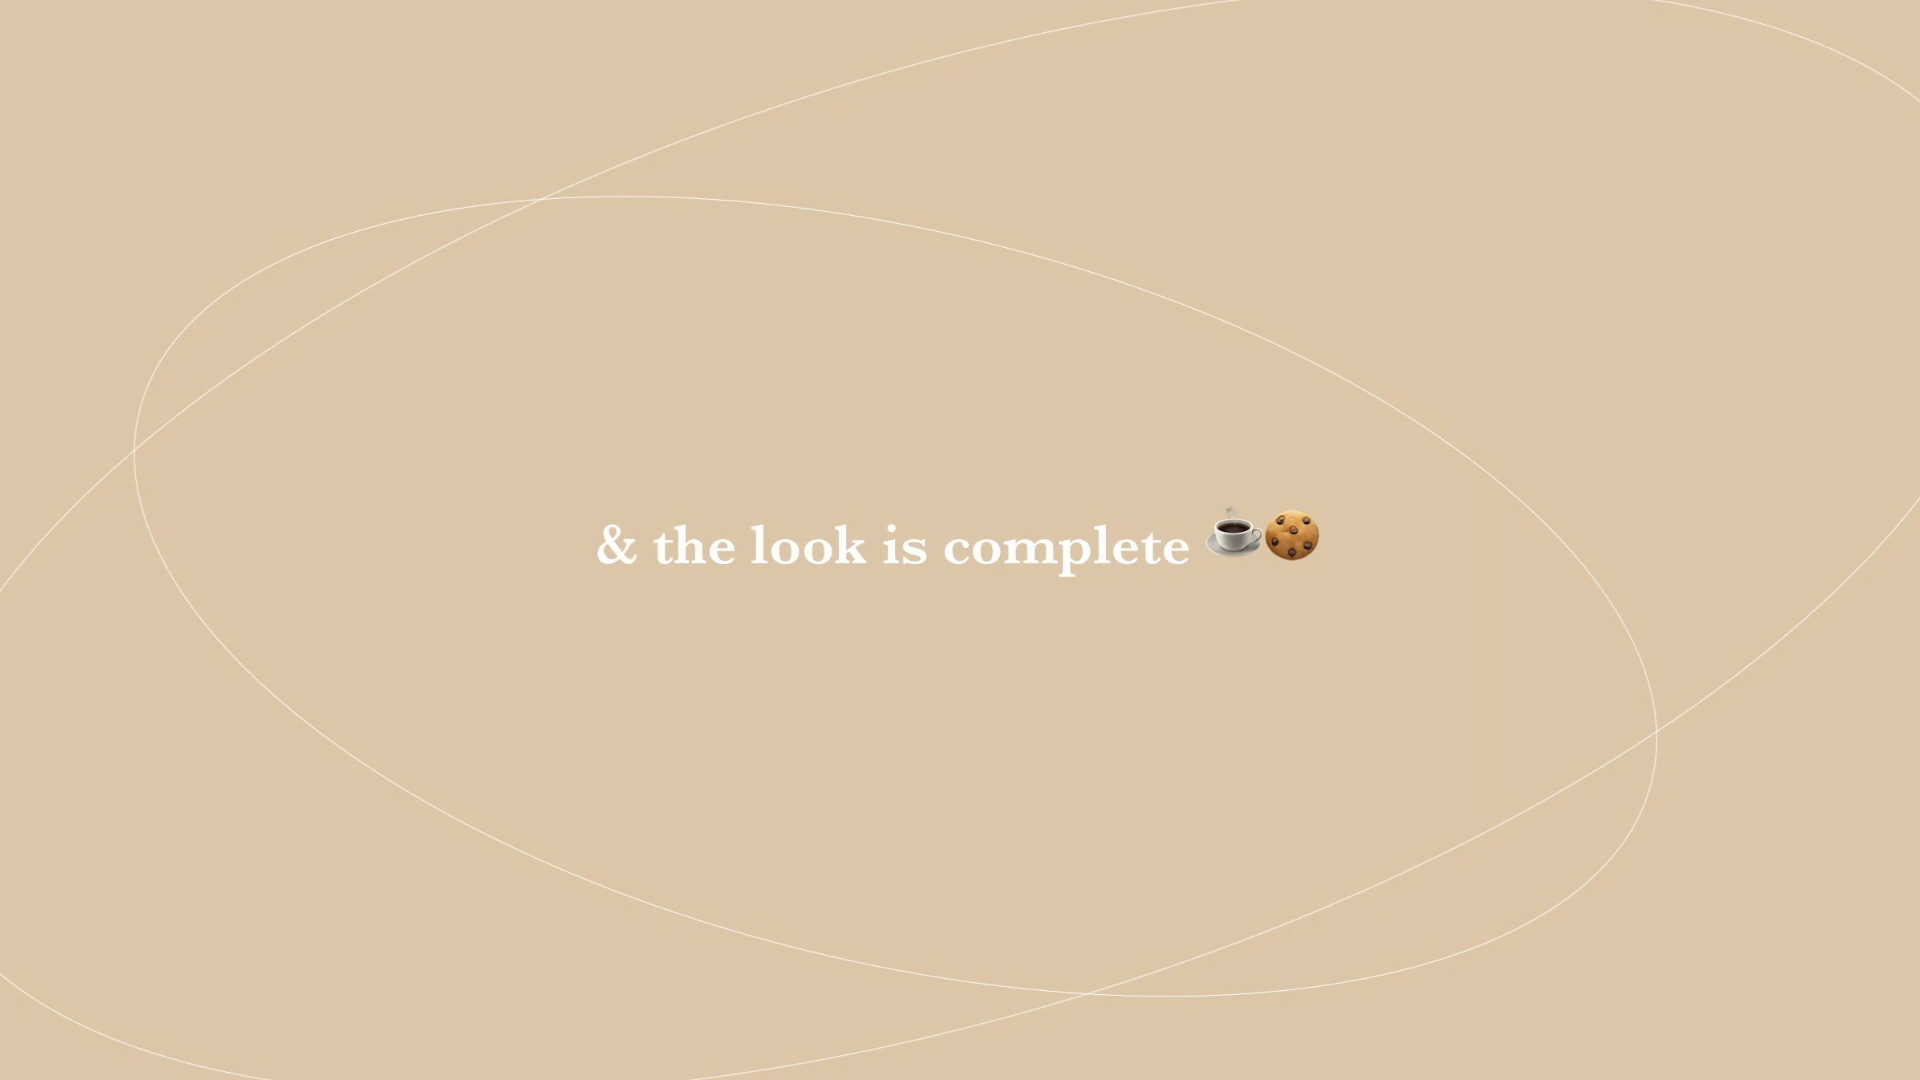 & the look is complete ☕🍪